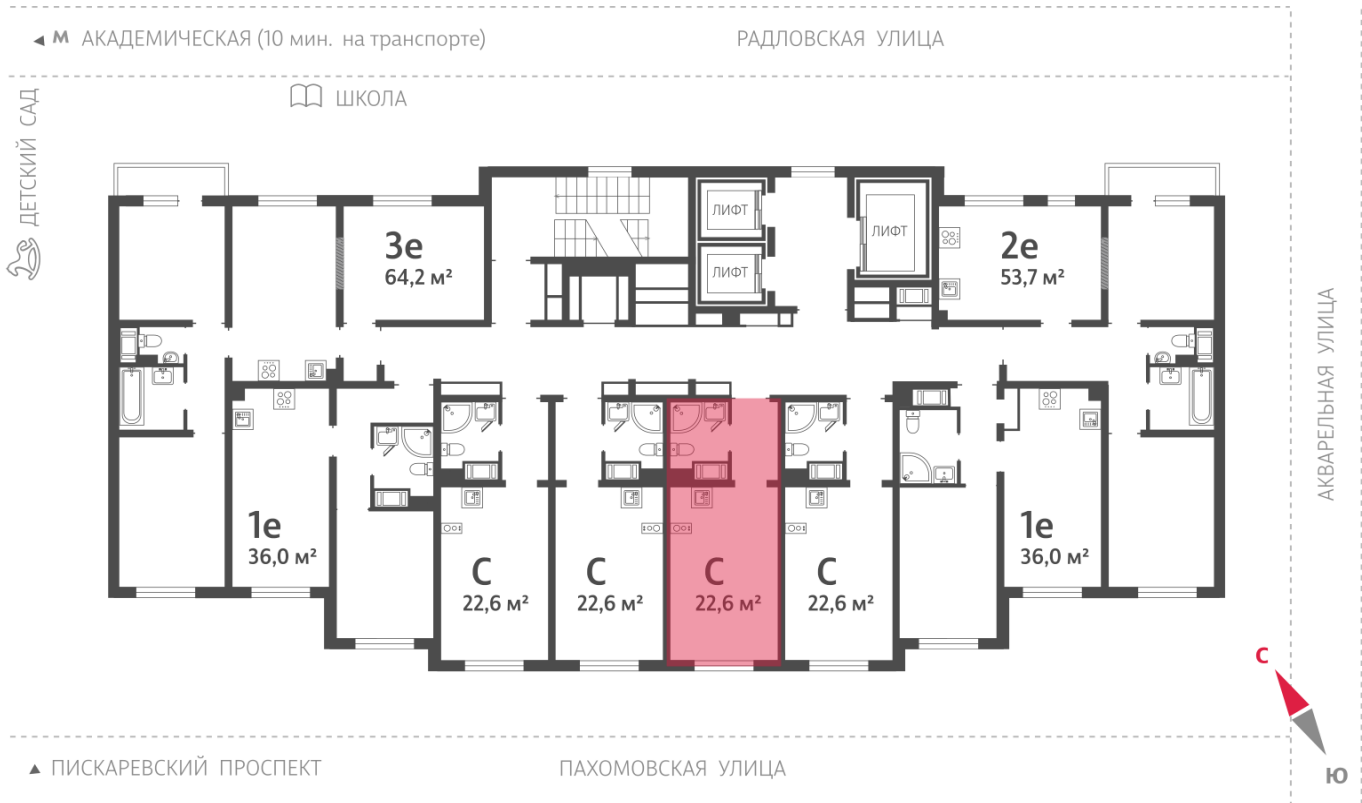 М АКАДЕМИЧЕСКАЯ (10 мин. на транспорте)
РАДЛОВСКАЯ УЛИЦА
ШКОЛА
ДЕТСКИЙ САД
ЛИФТ
ЛИФТ
ЛИФТ
3е
64,2 м²
2е
53,7 м²
АКВАРЕЛЬНАЯ УЛИЦА
1е
36,0 м²
С
22,6 м²
С
22,6 м²
С
22,6 м²
С
22,6 м²
1е
36,0 м²
С
Ю
ПИСКАРЕВСКИЙ ПРОСПЕКТ
ПАХОМОВСКАЯ УЛИЦА